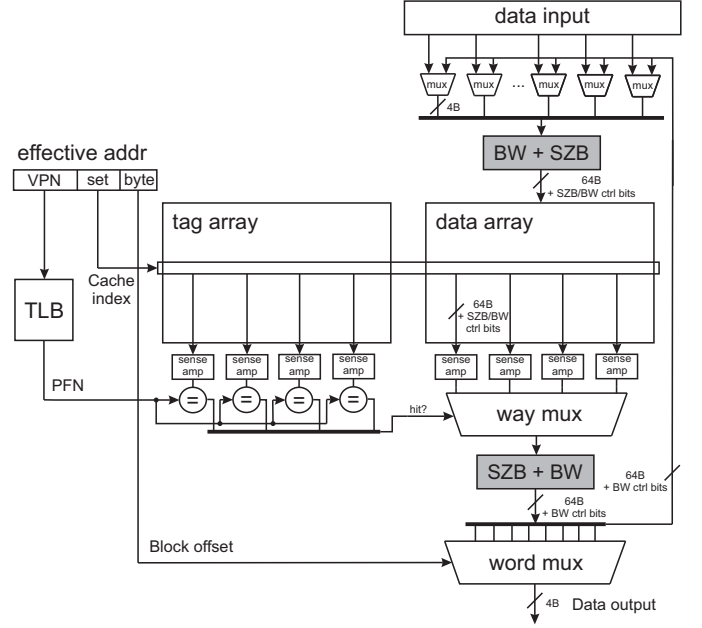 data input
mux
mux
...
mux
mux
mux
4B
BW + SZB
64B
+ SZB/BW ctrl bits
effective addr
VPN
set
byte
tag array
data array
Cache
index
TLB
64B
+ SZB/BW
ctrl bits
sense
amp
sense
amp
sense
amp
sense
amp
sense
amp
sense
amp
sense
amp
sense
amp
PFN
=
=
=
=
hit?
way mux
SZB + BW
64B
+ BW ctrl bits
64B
+ BW ctrl bits
Block offset
word mux
4B
Data output